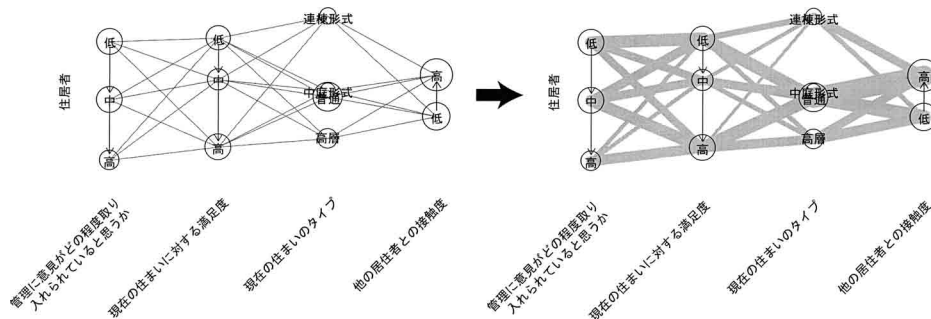 連棟形式
低
低
中
高
中
中庭形式
普通
低
高
高
高層
住居者
管理に意見がどの程度取り
入れられていると思うか
現在の住まいに対する満足度
現在の住まいのタイプ
他の居住者との接触度
連棟形式
低
低
中
高
中
中庭形式
普通
低
高
高
高層
住居者
管理に意見がどの程度取り
入れられていると思うか
現在の住まいに対する満足度
現在の住まいのタイプ
他の居住者との接触度